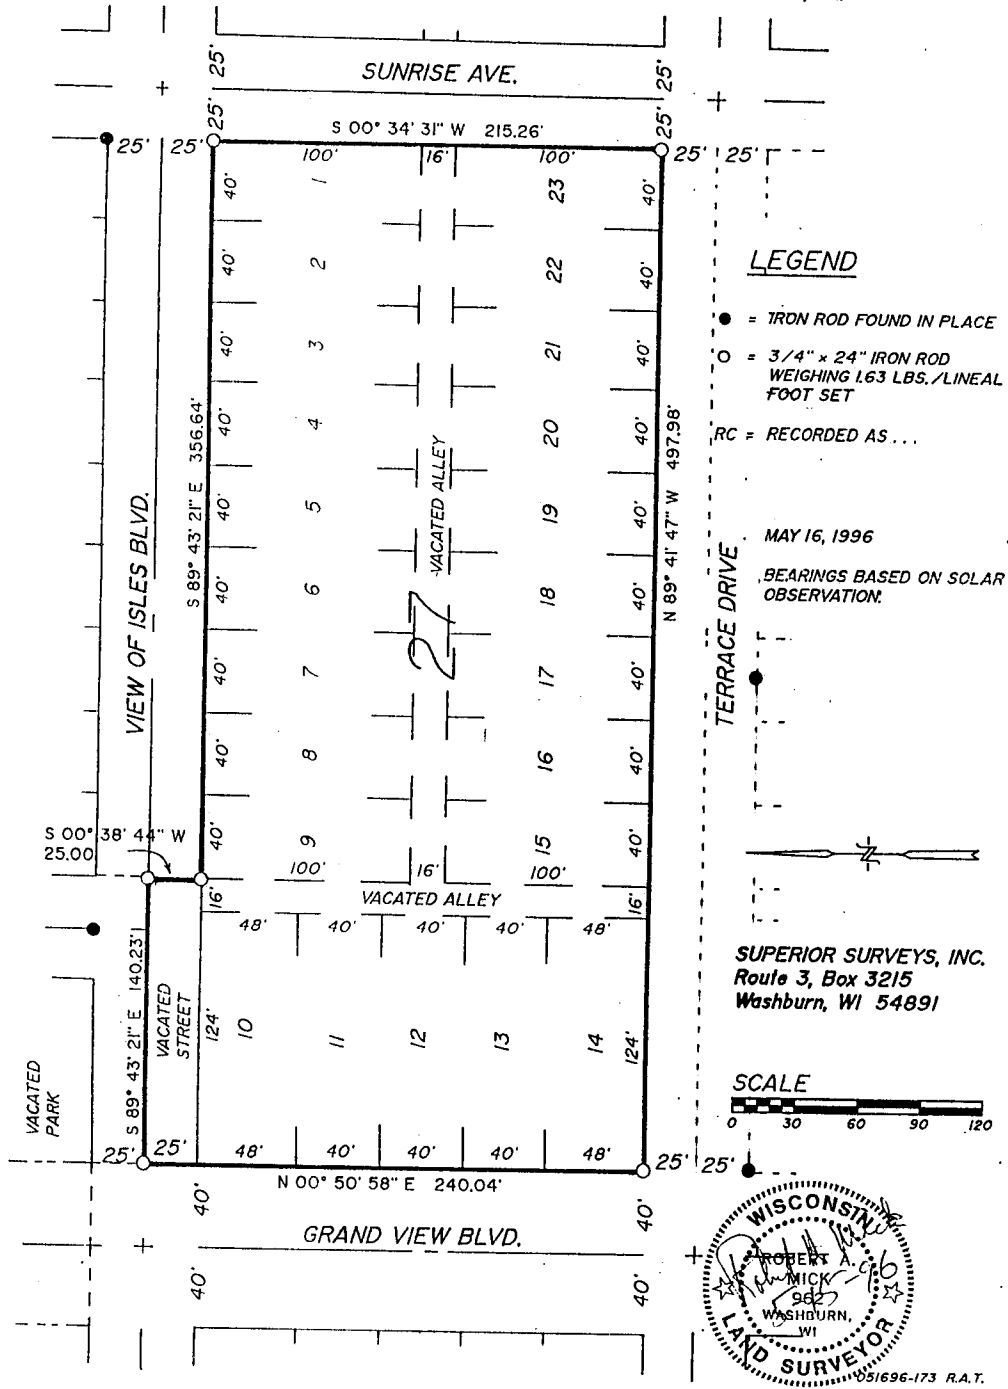 25' 25'
SUNRISE AVE.
25' 25'
S 00° 34' 31" W 215.26'
25' 25' 100' 16' 100' 25' 25'
40' 1 23 40'
40' 2 22 40'
40' 3 21 40'
40' 4 20 40'
40' 5 19 40'
40' 6 18 40'
40' 7 17 40'
40' 8 16 40'
40' 9 15 40'
VACATED ALLEY
27
S 89° 43' 21" E 356.64'
N 89° 41' 47" W 497.98'
VIEW OF ISLES BLVD.
TERRACE DRIVE
LEGEND
= IRON ROD FOUND IN PLACE
= 3/4" x 24" IRON ROD
WEIGHING 1.63 LBS./LINEAL
FOOT SET
RC = RECORDED AS ...
MAY 16, 1996
BEARINGS BASED ON SOLAR
OBSERVATION.
S 00° 38' 44" W
25.00
100' 16' 100'
16' VACATED ALLEY 16'
48' 40' 40' 40' 48'
S 89° 43' 21" E 140.23'
VACATED
STREET
124' 10 11 12 13 14 124'
VACATED
PARK
25' 25' 48' 40' 40' 40' 48' 25' 25'
N 00° 50' 58" E 240.04'
40' 40'
GRAND VIEW BLVD.
40' 40'
SUPERIOR SURVEYS, INC.
Route 3, Box 3215
Washburn, WI 54891
SCALE
0 30 60 90 120
WISCONSIN
ROBERT A.
MICK
962
WASHBURN,
WI
LAND SURVEYOR
051696-173 R.A.T.